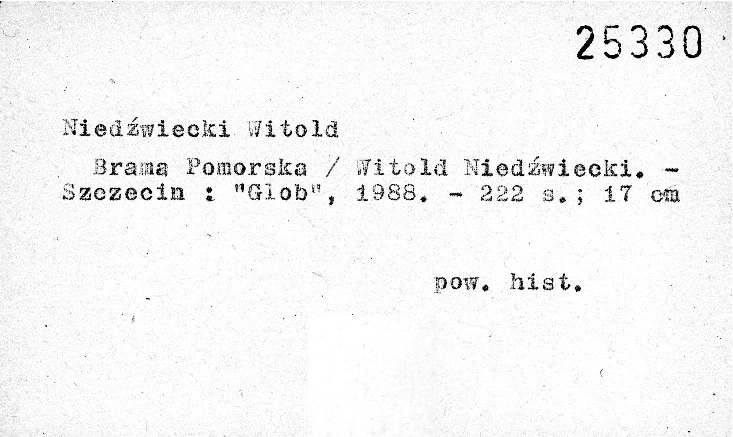 25330
Niedźwiecki Witold
Brama Pomorska / Witold Niedźwiecki. -
Szczecin : "Glob", 1988. - 222 s.; 17 cm
pow. hist.